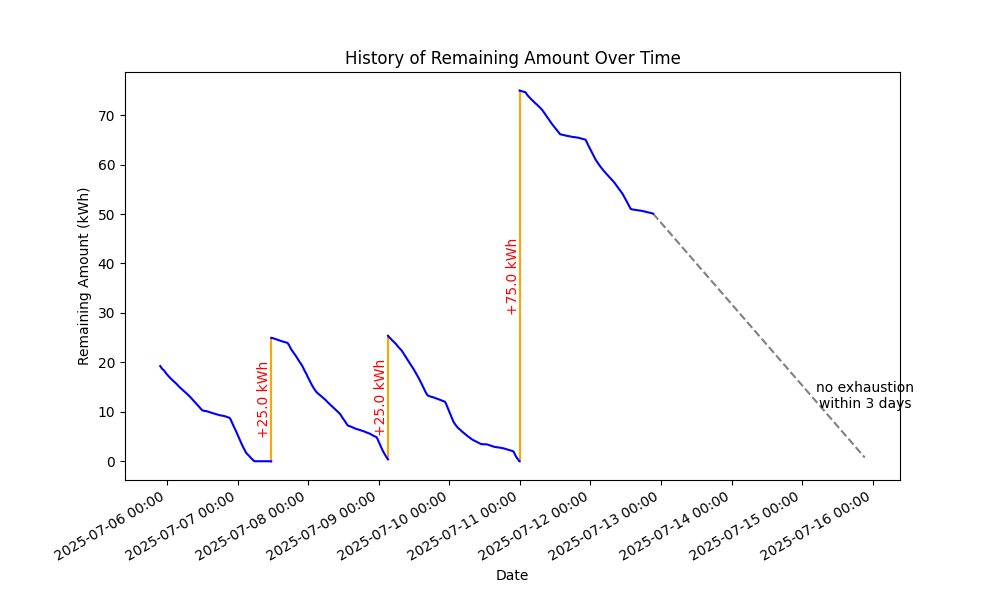 History of Remaining Amount Over Time
Remaining Amount (kWh)
70
60
50
40
30
20
10
0
+25.0 kWh
+25.0 kWh
+75.0 kWh
no exhaustion
within 3 days
2025-07-06 00:00
2025-07-07 00:00
2025-07-08 00:00
2025-07-09 00:00
2025-07-10 00:00
2025-07-11 00:00
2025-07-12 00:00
2025-07-13 00:00
2025-07-14 00:00
2025-07-15 00:00
2025-07-16 00:00
Date